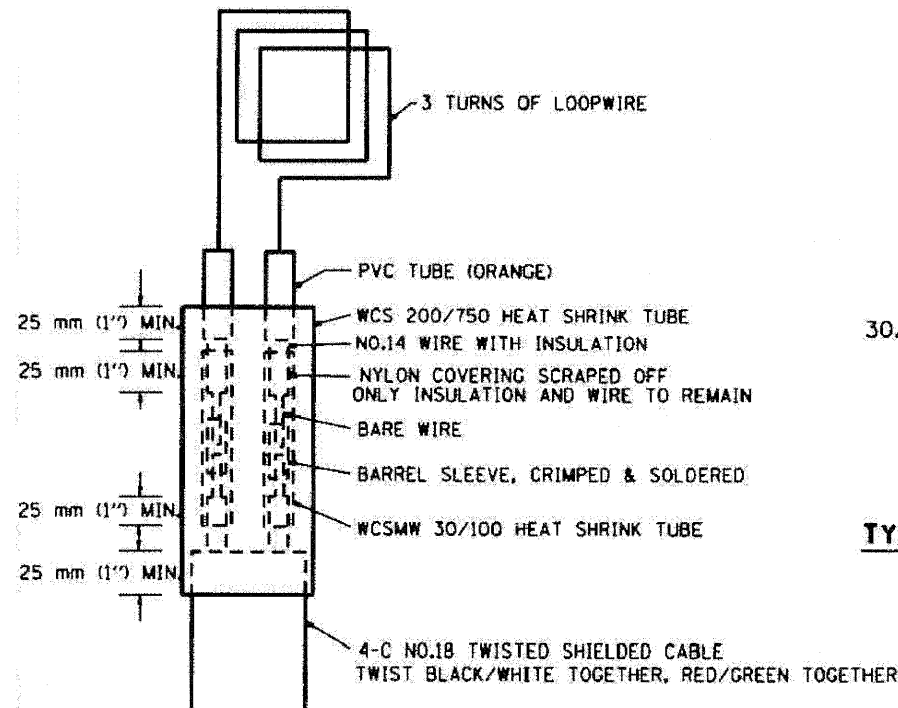 3 TURNS OF LOOPWIRE
PVC TUBE (ORANGE)
25 mm (1") MIN.
WCS 200/750 HEAT SHRINK TUBE
30.
NO.14 WIRE WITH INSULATION
25 mm (1") MIN.
NYLON COVERING SCRAPED OFF
ONLY INSULATION AND WIRE TO REMAIN
BARE WIRE
BARREL SLEEVE, CRIMPED & SOLDERED
25 mm (1") MIN.
WCSMW 30/100 HEAT SHRINK TUBE
TY
25 mm (1") MIN.
4-C NO.18 TWISTED SHIELDED CABLE
TWIST BLACK/WHITE TOGETHER, RED/GREEN TOGETHER